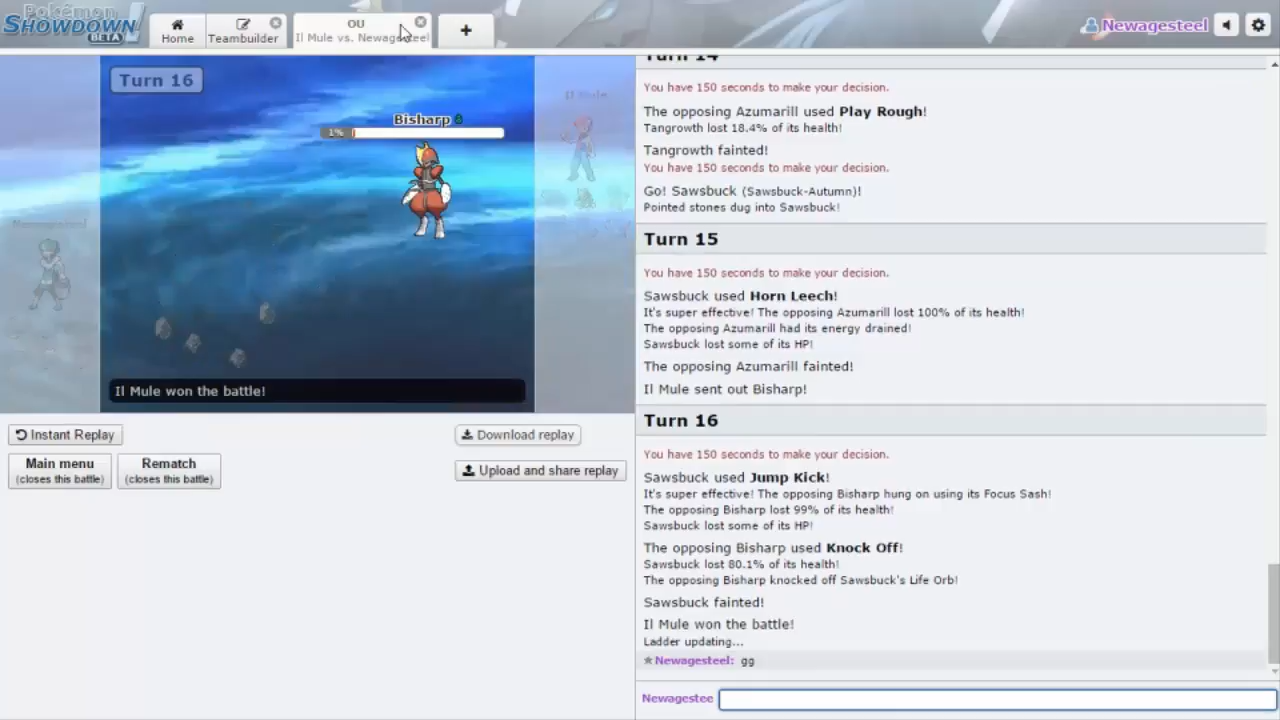 Pokémon
SHOWDOWN!
BETA
Home
Teambuilder
OU
Il Mule vs. Newagesteel
+
Newagesteel
Turn 16
Bisharp
1%
Il Mule
Newagesteel
Il Mule won the battle!
Instant Replay
Download replay
Main menu
(closes this battle)
Rematch
(closes this battle)
Upload and share replay
Turn 14
You have 150 seconds to make your decision.
The opposing Azumarill used Play Rough!
Tangrowth lost 18.4% of its health!
Tangrowth fainted!
You have 150 seconds to make your decision.
Go! Sawsbuck (Sawsbuck-Autumn)!
Pointed stones dug into Sawsbuck!
Turn 15
You have 150 seconds to make your decision.
Sawsbuck used Horn Leech!
It's super effective! The opposing Azumarill lost 100% of its health!
The opposing Azumarill had its energy drained!
Sawsbuck lost some of its HP!
The opposing Azumarill fainted!
Il Mule sent out Bisharp!
Turn 16
You have 150 seconds to make your decision.
Sawsbuck used Jump Kick!
It's super effective! The opposing Bisharp hung on using its Focus Sash!
The opposing Bisharp lost 99% of its health!
Sawsbuck lost some of its HP!
The opposing Bisharp used Knock Off!
Sawsbuck lost 80.1% of its health!
The opposing Bisharp knocked off Sawsbuck's Life Orb!
Sawsbuck fainted!
Il Mule won the battle!
Ladder updating...
☆Newagesteel: gg
Newagestee